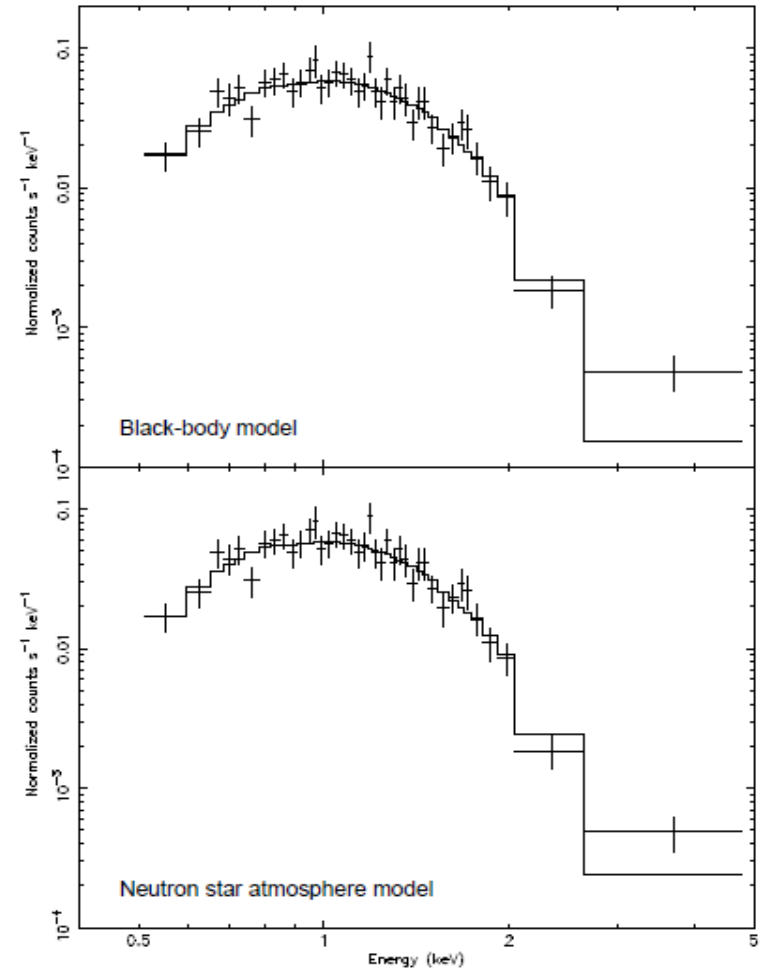 0.1
Normalized counts s⁻¹ keV⁻¹
0.01
10⁻³
Black-body model
10⁻⁴
0.1
Normalized counts s⁻¹ keV⁻¹
0.01
10⁻³
Neutron star atmosphere model
10⁻⁴
0.5 1 2 5
Energy (keV)